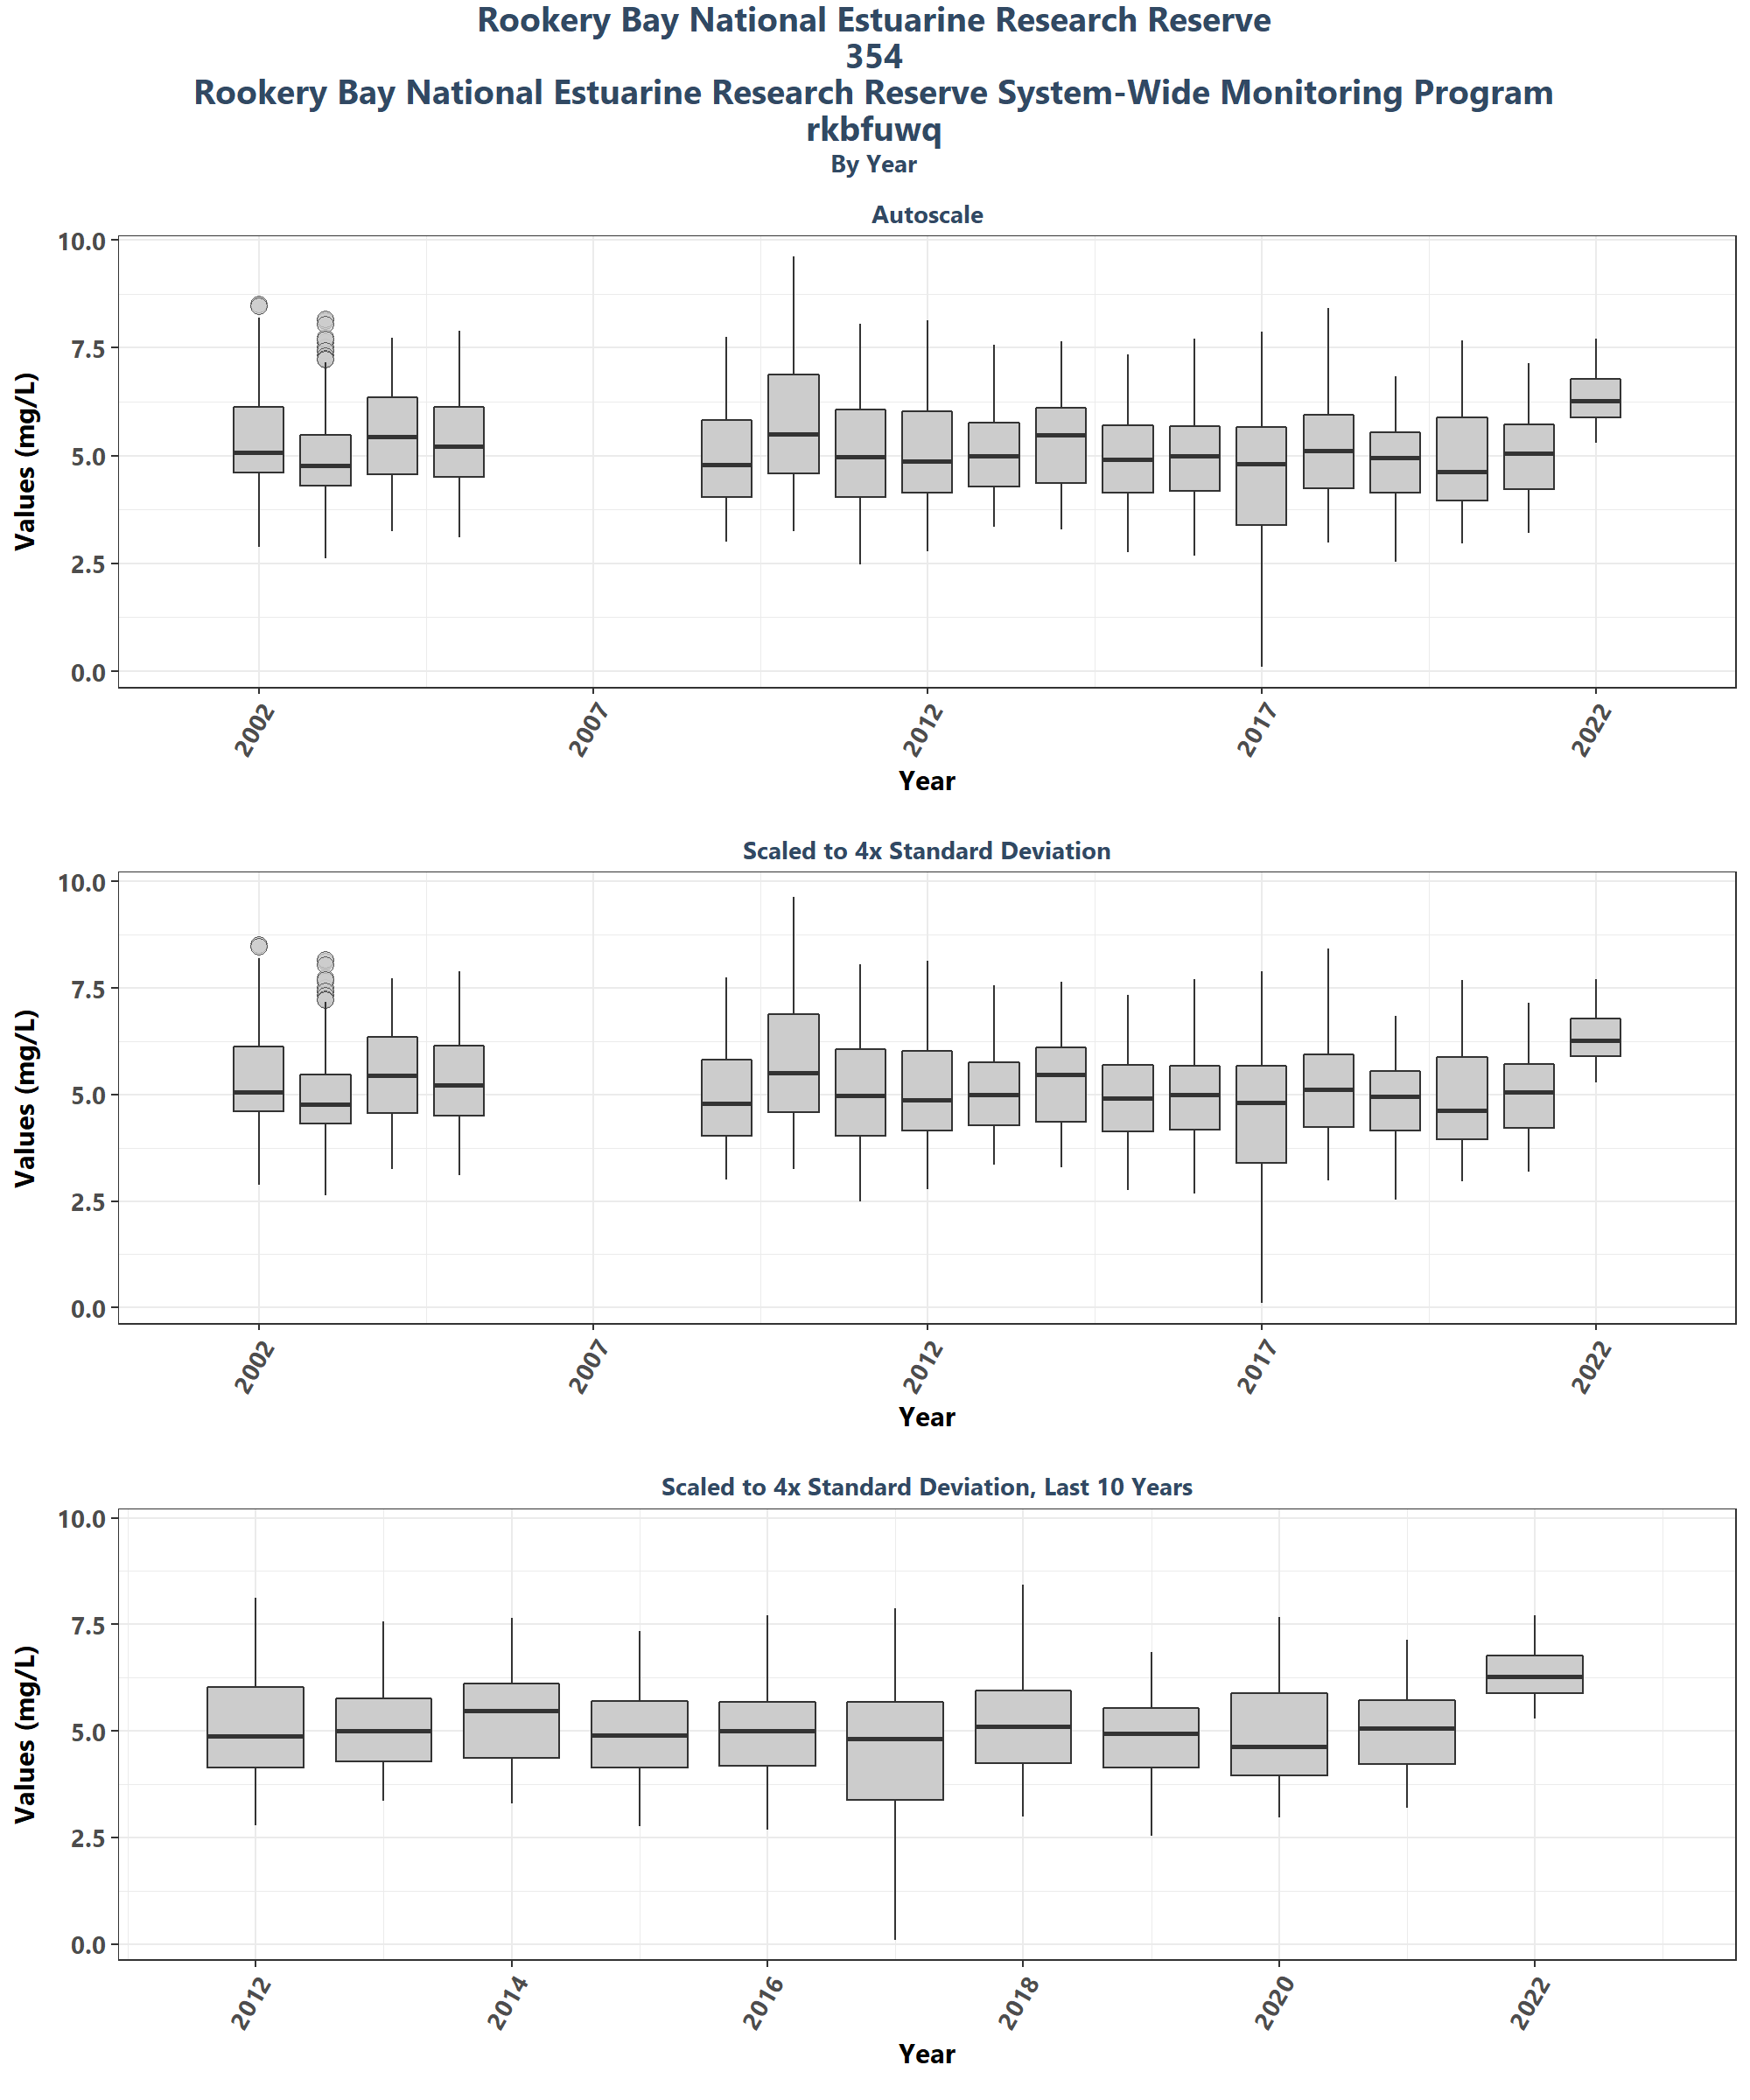 Rookery Bay National Estuarine Research Reserve
354
Rookery Bay National Estuarine Research Reserve System-Wide Monitoring Program
rkbfuwq
By Year
Autoscale
10.0
7.5
5.0
2.5
0.0
Values (mg/L)
2002 2007 2012 2017 2022
Year
Scaled to 4x Standard Deviation
10.0
7.5
5.0
2.5
0.0
Values (mg/L)
2002 2007 2012 2017 2022
Year
Scaled to 4x Standard Deviation, Last 10 Years
10.0
7.5
5.0
2.5
0.0
Values (mg/L)
2012 2014 2016 2018 2020 2022
Year